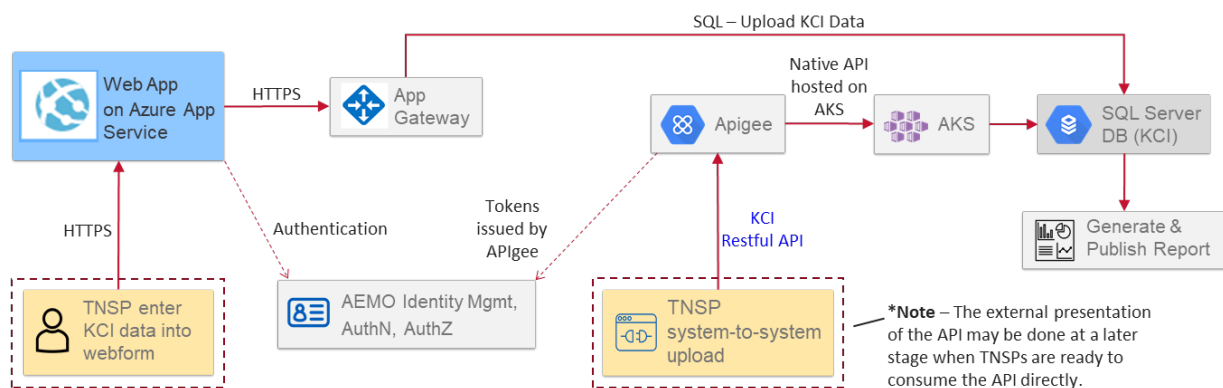 SQL – Upload KCI Data
Web App
on Azure App
Service
HTTPS
App
Gateway
Native API
hosted on
AKS
Apigee
AKS
SQL Server
DB (KCI)
HTTPS
Authentication
Tokens
issued by
APIgee
KCI
Restful API
Generate &
Publish Report
TNSP enter
KCI data into
webform
AEMO Identity Mgmt,
AuthN, AuthZ
TNSP
system-to-system
upload
*Note – The external presentation
of the API may be done at a later
stage when TNSPs are ready to
consume the API directly.